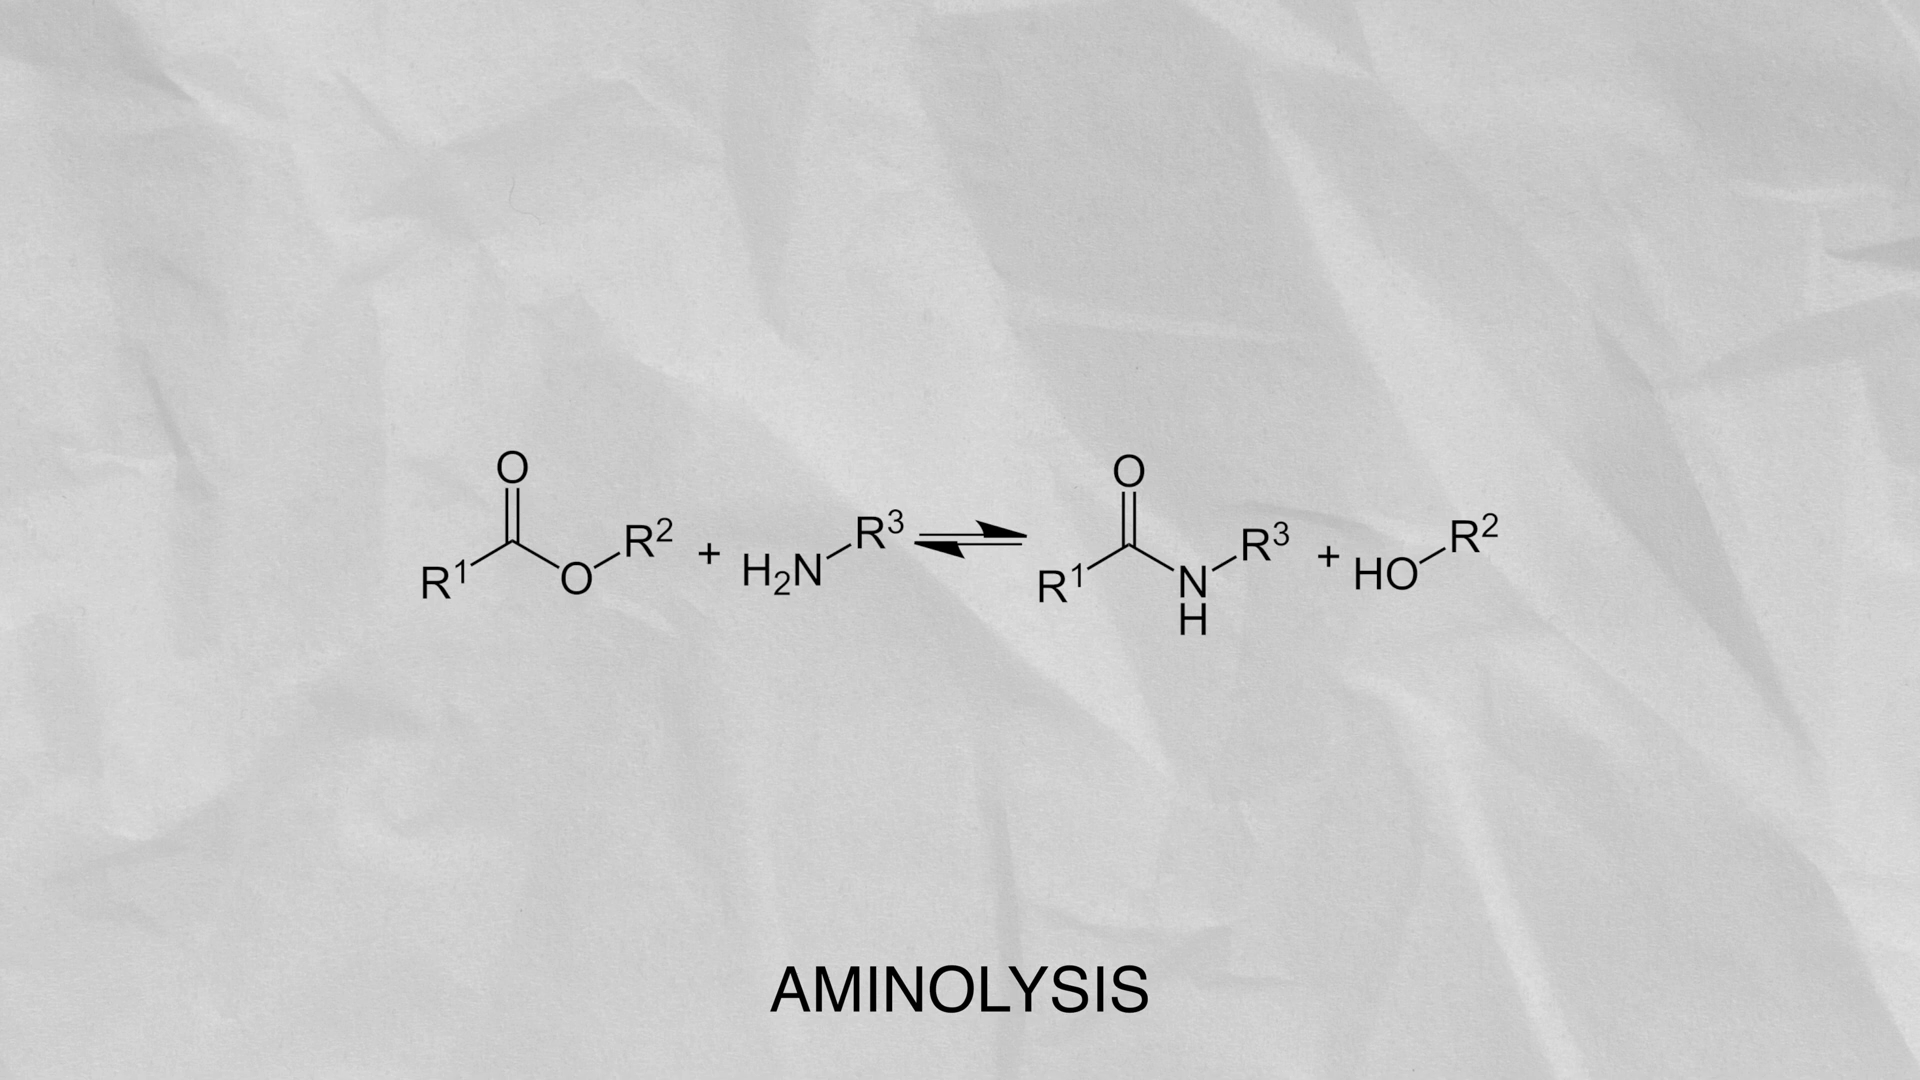 O O
R¹ O R² + H₂N R³ ⇌ R¹ N H R³ + HO R²
AMINOLYSIS